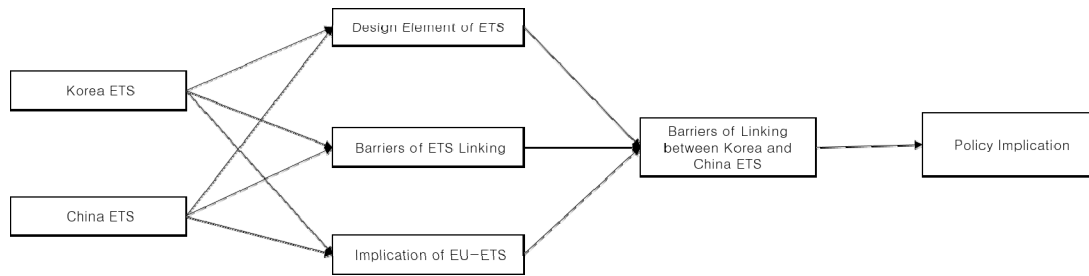 Design Element of ETS
Korea ETS
Barriers of ETS Linking
Barriers of Linking
between Korea and
China ETS
Policy Implication
China ETS
Implication of EU-ETS